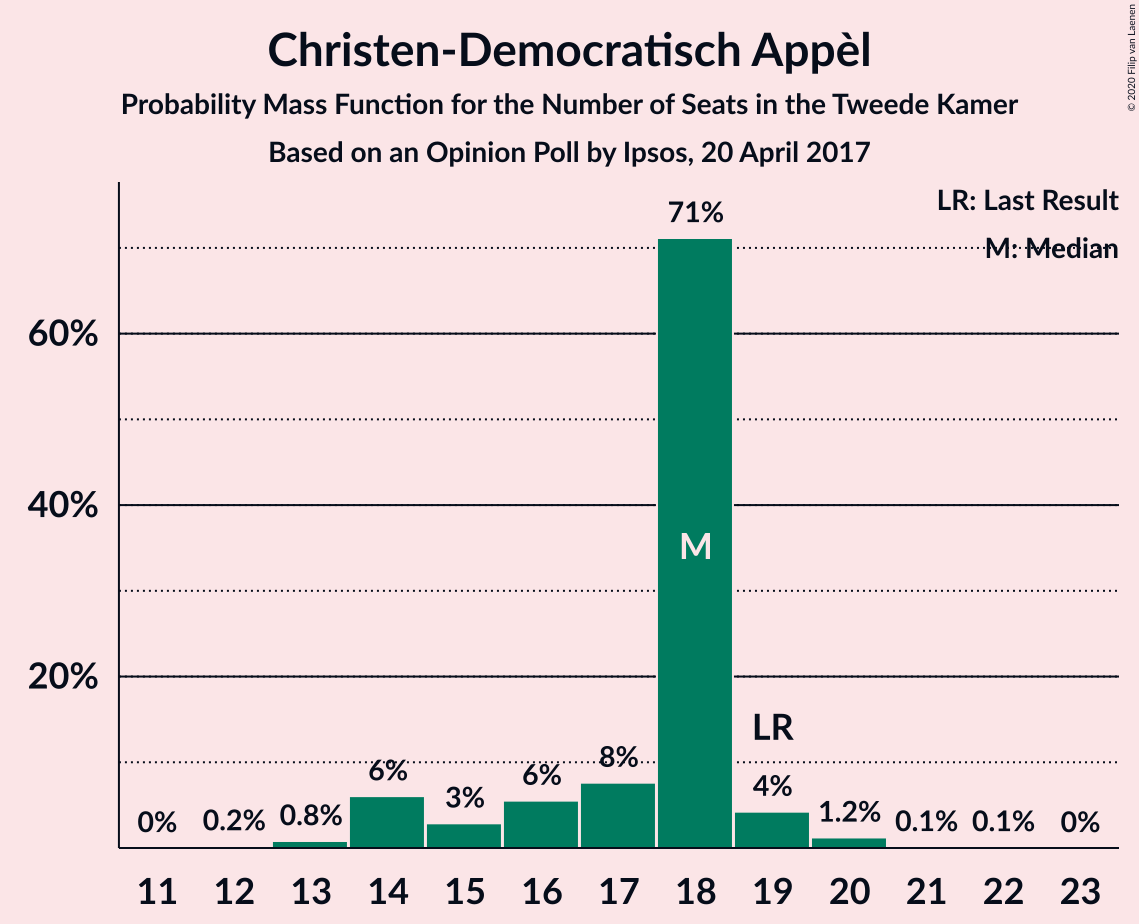 Christen-Democratisch Appèl
Probability Mass Function for the Number of Seats in the Tweede Kamer
Based on an Opinion Poll by Ipsos, 20 April 2017
© 2020 Filip van Laenen
LR: Last Result
M: Median
60%
40%
20%
0%
0.2%
0.8%
6%
3%
6%
8%
71%
M
LR
4%
1.2%
0.1%
0.1%
0%
11 12 13 14 15 16 17 18 19 20 21 22 23